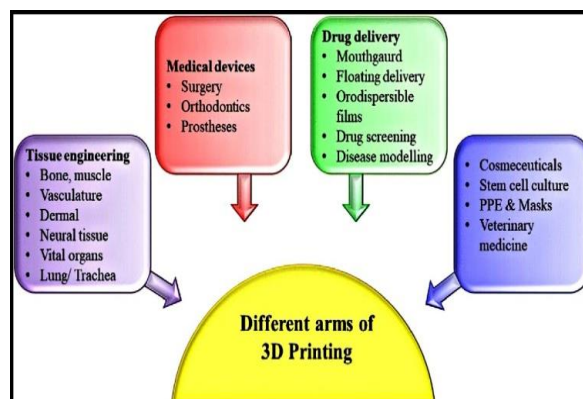 Tissue engineering
• Bone, muscle
• Vasculature
• Dermal
• Neural tissue
• Vital organs
• Lung/ Trachea
Medical devices
• Surgery
• Orthodontics
• Prostheses
Drug delivery
• Mouthgaurd
• Floating delivery
• Orodispersible
films
• Drug screening
• Disease modelling
• Cosmeceuticals
• Stem cell culture
• PPE & Masks
• Veterinary
medicine
Different arms of
3D Printing